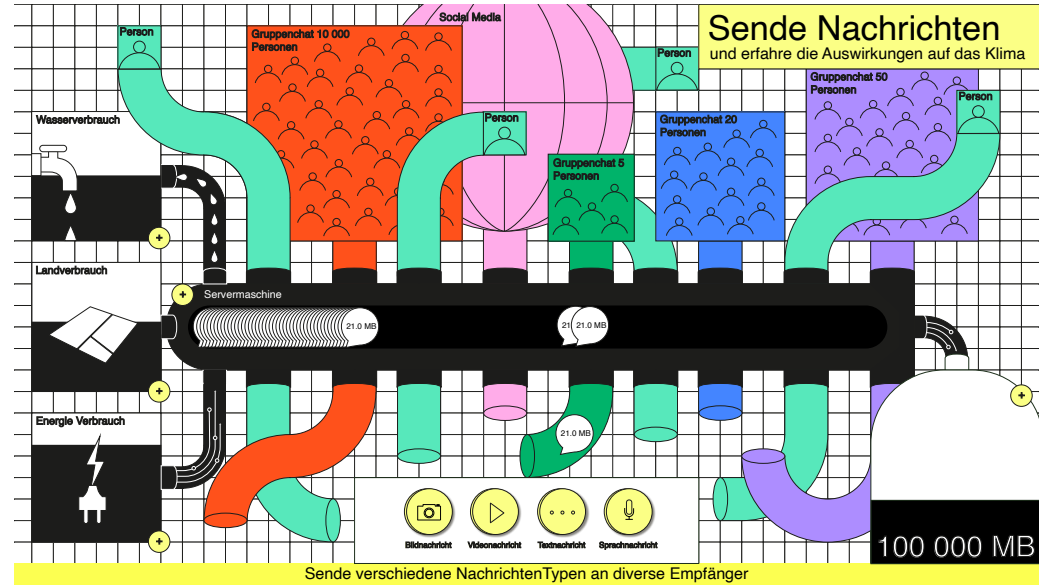 Sende Nachrichten
und erfahre die Auswirkungen auf das Klima
Person
Gruppenchat 10 000
Personen
Social Media
Person
Gruppenchat 50
Personen
Person
Wasserverbrauch
Person
Gruppenchat 20
Personen
Gruppenchat 5
Personen
+
Landverbrauch
+
Servermaschine
21.0 MB
21
21.0 MB
+
+
Energie Verbrauch
21.0 MB
Bildnachricht
Videonachricht
Textnachricht
Sprachnachricht
+
100 000 MB
Sende verschiedene NachrichtenTypen an diverse Empfänger